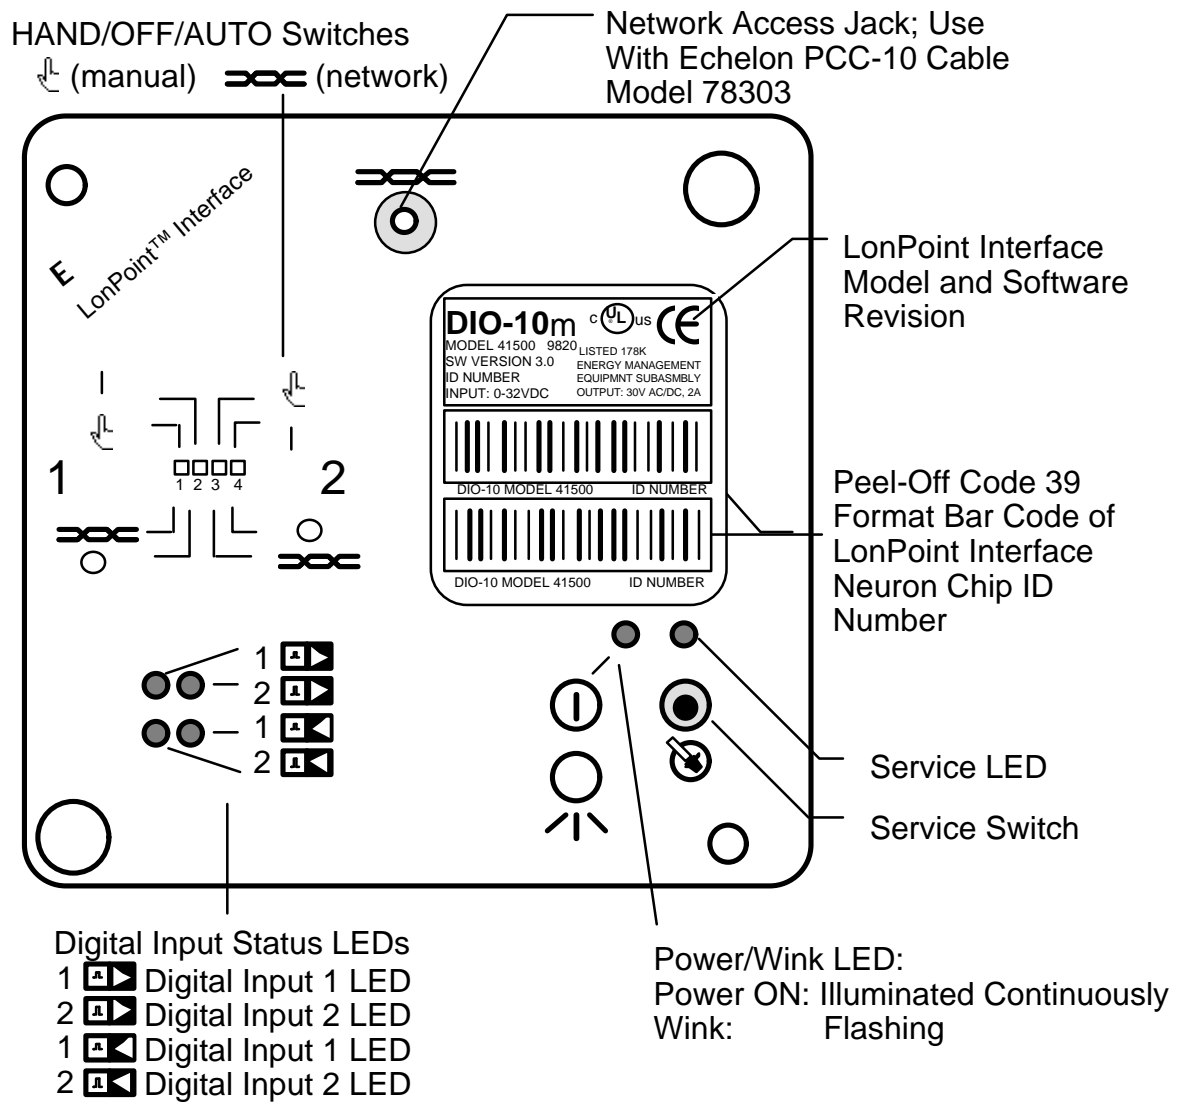 HAND/OFF/AUTO Switches
(manual) (network)
Network Access Jack; Use
With Echelon PCC-10 Cable
Model 78303
E
LonPoint™ Interface
LonPoint Interface
Model and Software
Revision
DIO-10m
c UL us CE
MODEL 41500 9820
SW VERSION 3.0
ID NUMBER
INPUT: 0-32VDC
LISTED 178K
ENERGY MANAGEMENT
EQUIPMNT SUBASMBLY
OUTPUT: 30V AC/DC, 2A
1
1 2 3 4
2
DIO-10 MODEL 41500 ID NUMBER
DIO-10 MODEL 41500 ID NUMBER
Peel-Off Code 39
Format Bar Code of
LonPoint Interface
Neuron Chip ID
Number
1
2
1
2
Service LED
Service Switch
Digital Input Status LEDs
1 Digital Input 1 LED
2 Digital Input 2 LED
1 Digital Input 1 LED
2 Digital Input 2 LED
Power/Wink LED:
Power ON: Illuminated Continuously
Wink: Flashing